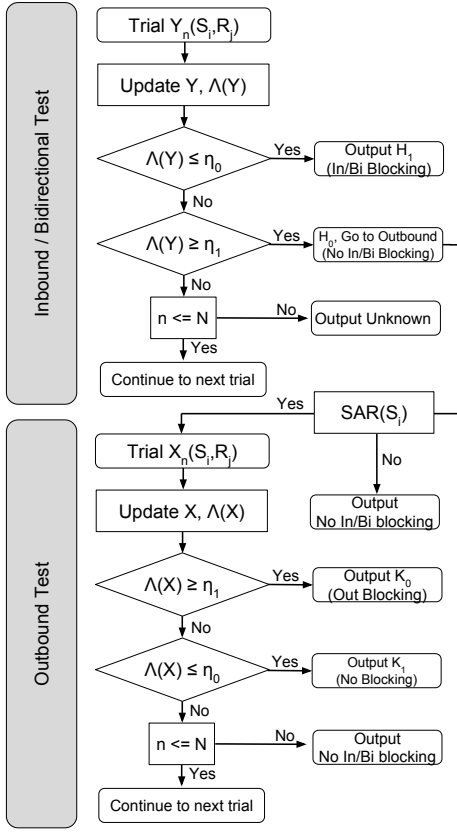 Inbound / Bidirectional Test
Trial Yn(Si,Rj)
Update Y, Λ(Y)
Λ(Y) ≤ η0
Yes
Output H1
(In/Bi Blocking)
No
Λ(Y) ≥ η1
Yes
H0, Go to Outbound
(No In/Bi Blocking)
No
n <= N
No
Output Unknown
Yes
Continue to next trial
Outbound Test
Yes
SAR(Si)
No
Output
No In/Bi blocking
Trial Xn(Si,Rj)
Update X, Λ(X)
Λ(X) ≥ η1
Yes
Output K0
(Out Blocking)
No
Λ(X) ≤ η0
Yes
Output K1
(No Blocking)
No
n <= N
No
Output
No In/Bi blocking
Yes
Continue to next trial